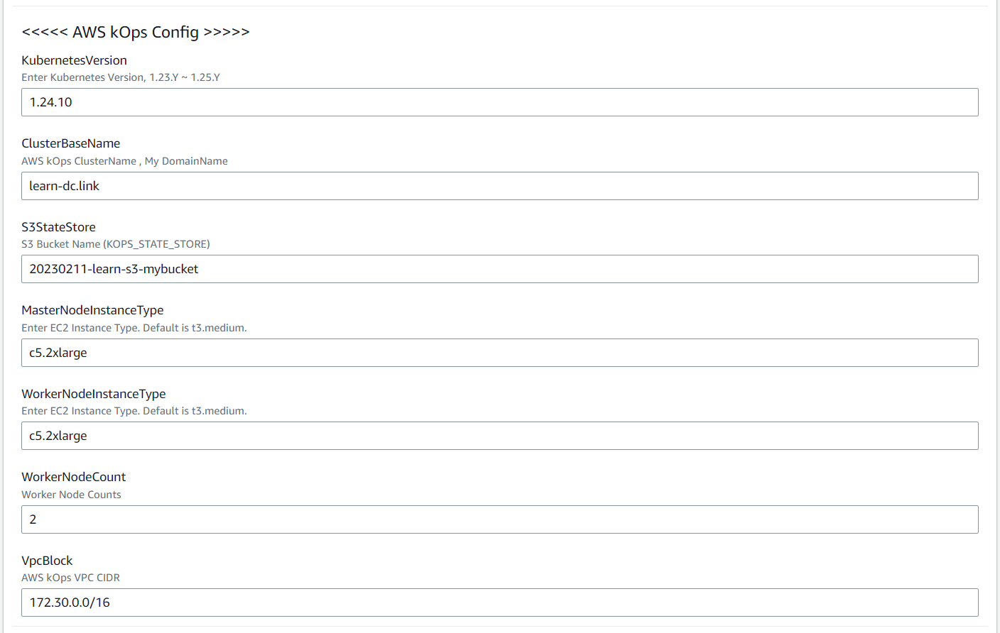 <<<<< AWS kOps Config >>>>>
KubernetesVersion
Enter Kubernetes Version, 1.23.Y ~ 1.25.Y
1.24.10
ClusterBaseName
AWS kOps ClusterName , My DomainName
learn-dc.link
S3StateStore
S3 Bucket Name (KOPS_STATE_STORE)
20230211-learn-s3-mybucket
MasterNodeInstanceType
Enter EC2 Instance Type. Default is t3.medium.
c5.2xlarge
WorkerNodeInstanceType
Enter EC2 Instance Type. Default is t3.medium.
c5.2xlarge
WorkerNodeCount
Worker Node Counts
2
VpcBlock
AWS kOps VPC CIDR
172.30.0.0/16